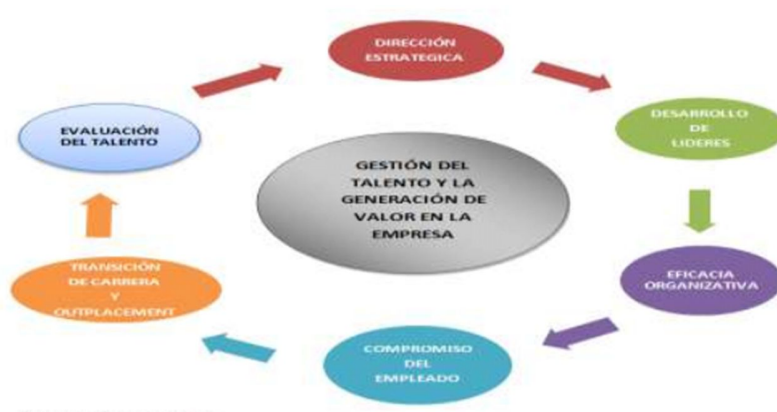 DIRECCIÓN
ESTRATEGICA
DESARROLLO
DE
LIDERES
EFICACIA
ORGANIZATIVA
COMPROMISO
DEL
EMPLEADO
TRANSICIÓN
DE CARRERA
Y
OUTPLACEMENT
EVALUACIÓN
DEL TALENTO
GESTIÓN DEL
TALENTO Y LA
GENERACIÓN DE
VALOR EN LA
EMPRESA